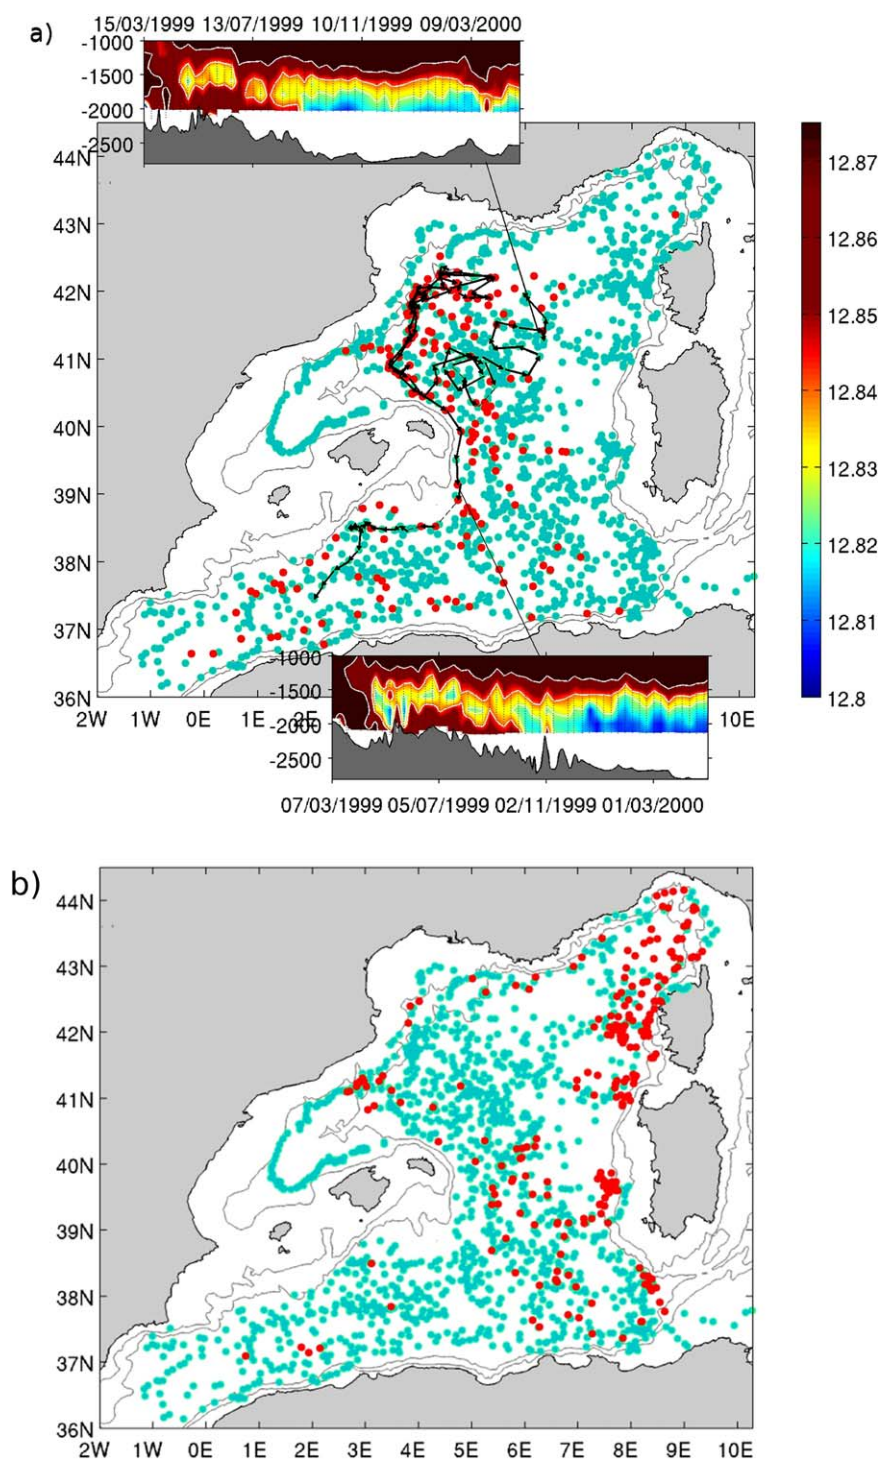 a)
15/03/1999 13/07/1999 10/11/1999 09/03/2000
-1000
-1500
-2000
-2500
44N
43N
42N
41N
40N
39N
38N
37N
36N
2W 1W 0E 1E 2E 10E
12.87
12.86
12.85
12.84
12.83
12.82
12.81
12.8
-1000
-1500
-2000
-2500
07/03/1999 05/07/1999 02/11/1999 01/03/2000
b)
44N
43N
42N
41N
40N
39N
38N
37N
36N
2W 1W 0E 1E 2E 3E 4E 5E 6E 7E 8E 9E 10E